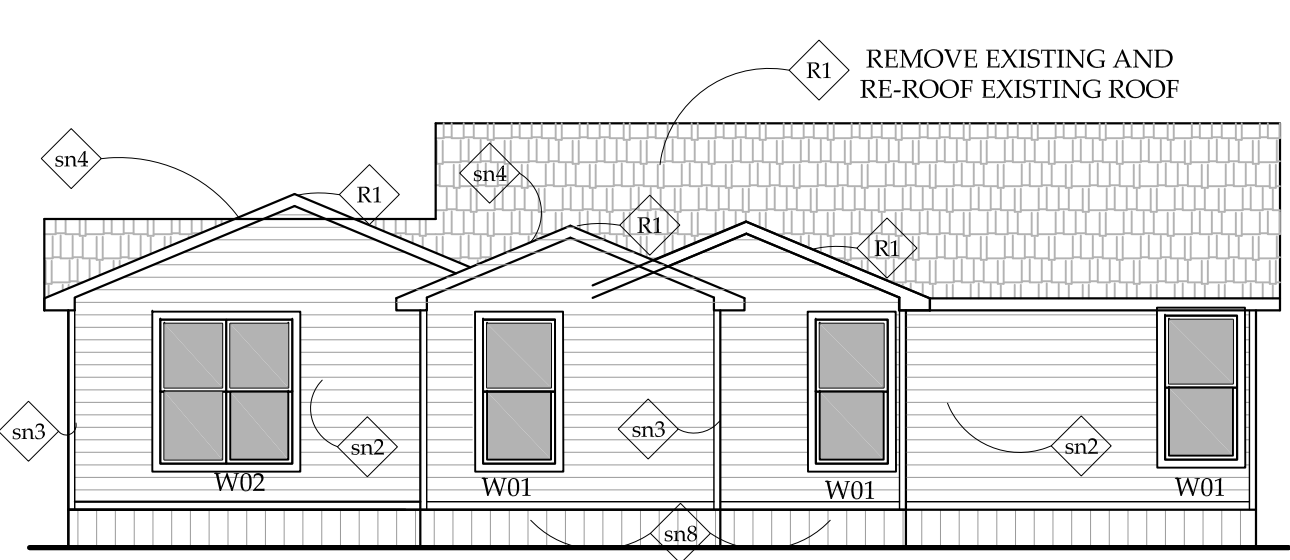 R1
REMOVE EXISTING AND
RE-ROOF EXISTING ROOF
sn4
sn4
R1
R1
R1
sn3
sn2
sn3
sn2
W02
W01
W01
W01
sn8